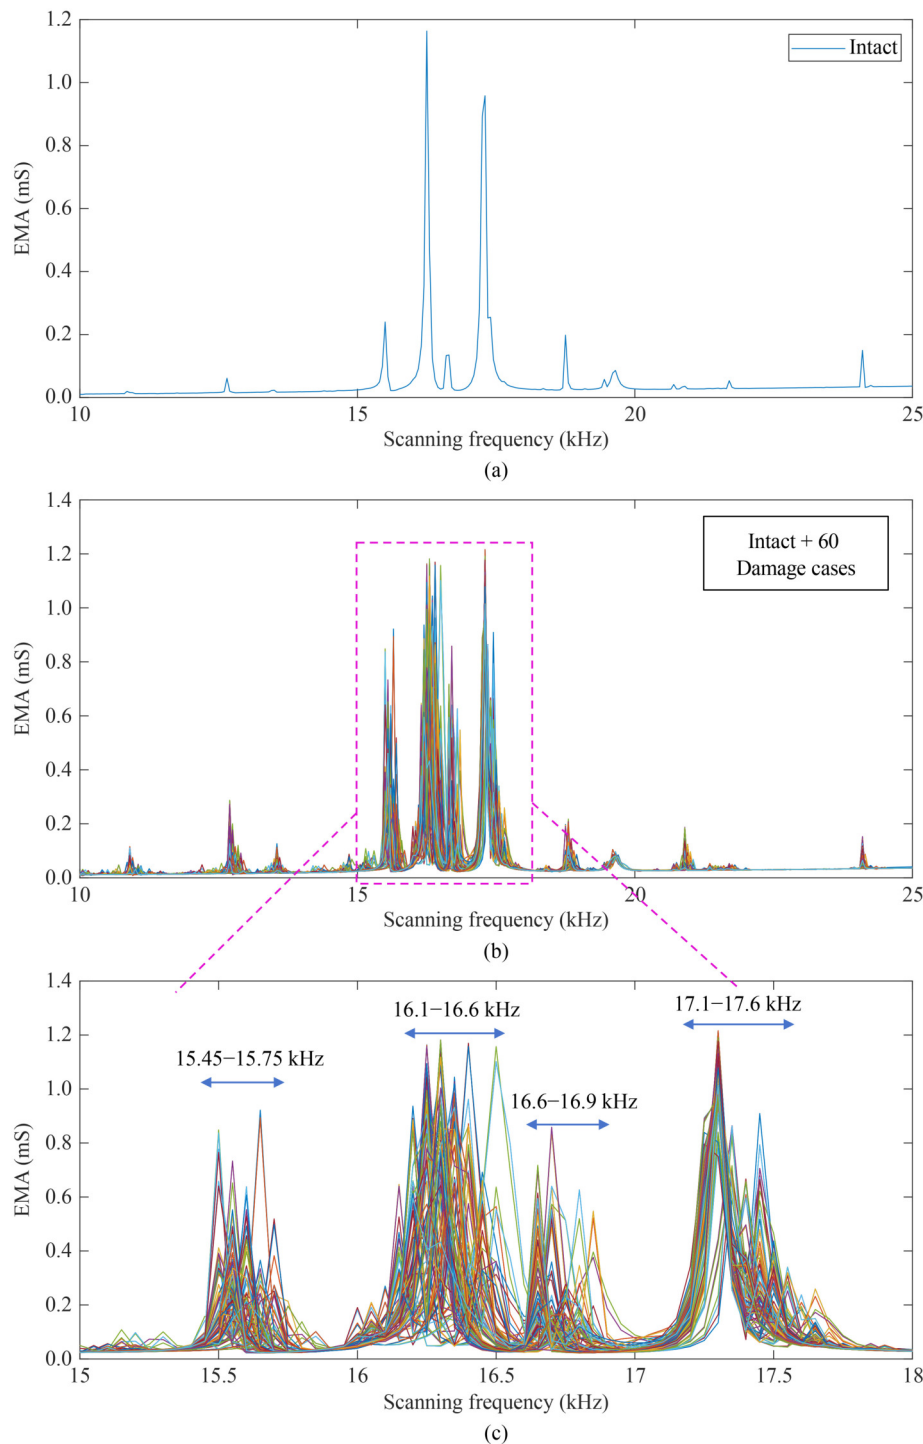 1.2
Intact
1.0
0.8
EMA (mS)
0.6
0.4
0.2
0.0
10 15 20 25
Scanning frequency (kHz)
(a)
1.4
Intact + 60
Damage cases
1.2
1.0
0.8
EMA (mS)
0.6
0.4
0.2
0.0
10 15 20 25
Scanning frequency (kHz)
(b)
1.4
16.1−16.6 kHz 17.1−17.6 kHz
1.2
15.45−15.75 kHz
1.0
16.6−16.9 kHz
0.8
EMA (mS)
0.6
0.4
0.2
0.0
15 15.5 16 16.5 17 17.5 18
Scanning frequency (kHz)
(c)